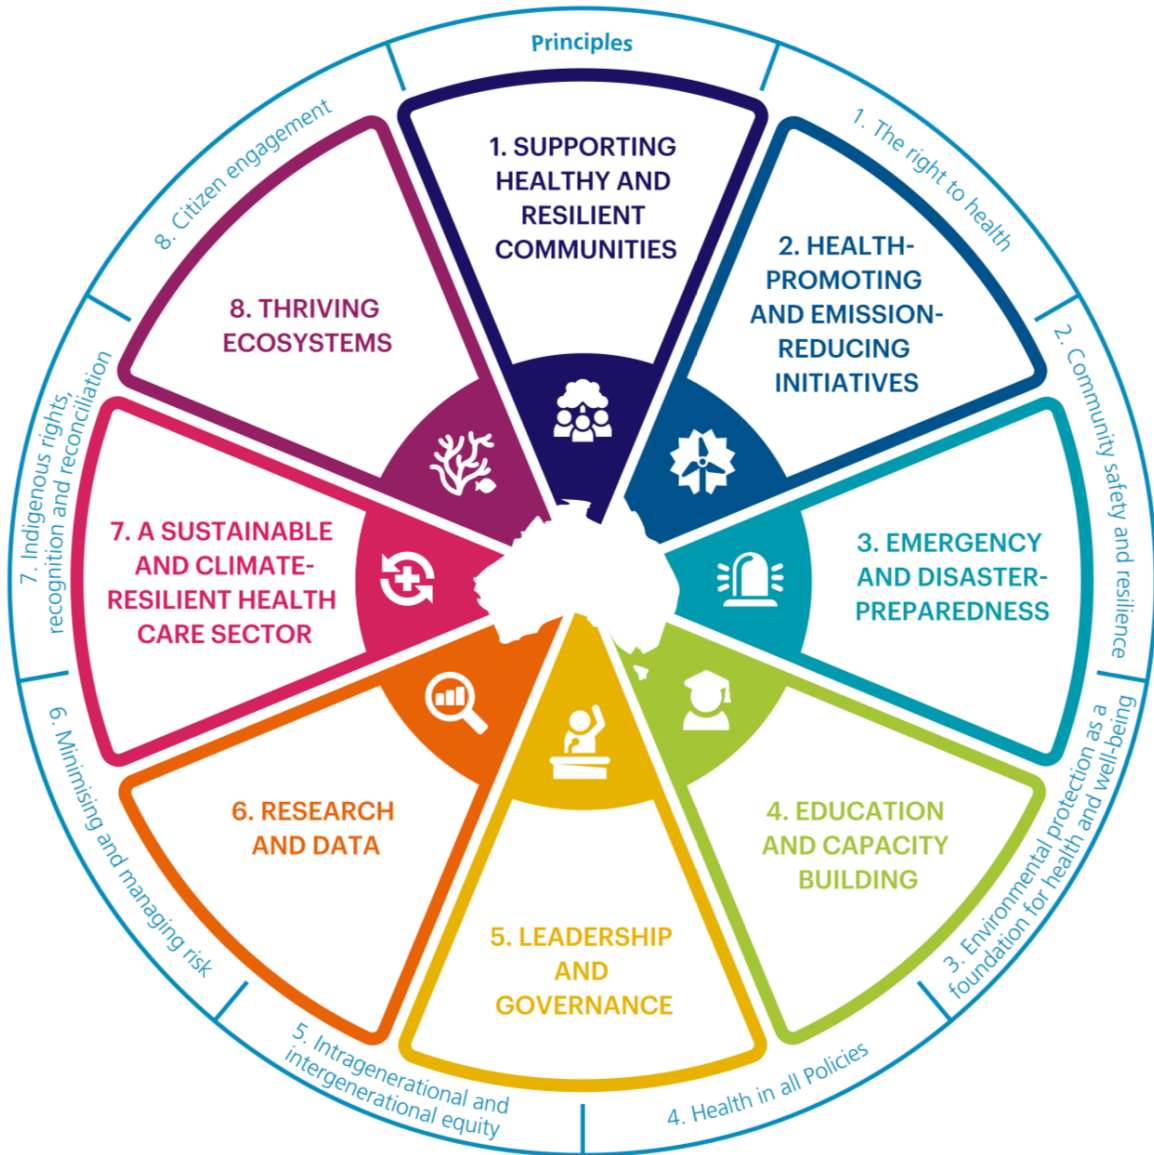 Principles
1. The right to health
2. Community safety and resilience
3. Environmental protection as a
foundation for health and well-being
4. Health in all Policies
5. Intragenerational and
intergenerational equity
6. Minimising and managing risk
7. Indigenous rights,
recognition and reconciliation
8. Citizen engagement
1. SUPPORTING
HEALTHY AND
RESILIENT
COMMUNITIES
2. HEALTH-
PROMOTING
AND EMISSION-
REDUCING
INITIATIVES
3. EMERGENCY
AND DISASTER-
PREPAREDNESS
4. EDUCATION
AND CAPACITY
BUILDING
5. LEADERSHIP
AND
GOVERNANCE
6. RESEARCH
AND DATA
7. A SUSTAINABLE
AND CLIMATE-
RESILIENT HEALTH
CARE SECTOR
8. THRIVING
ECOSYSTEMS